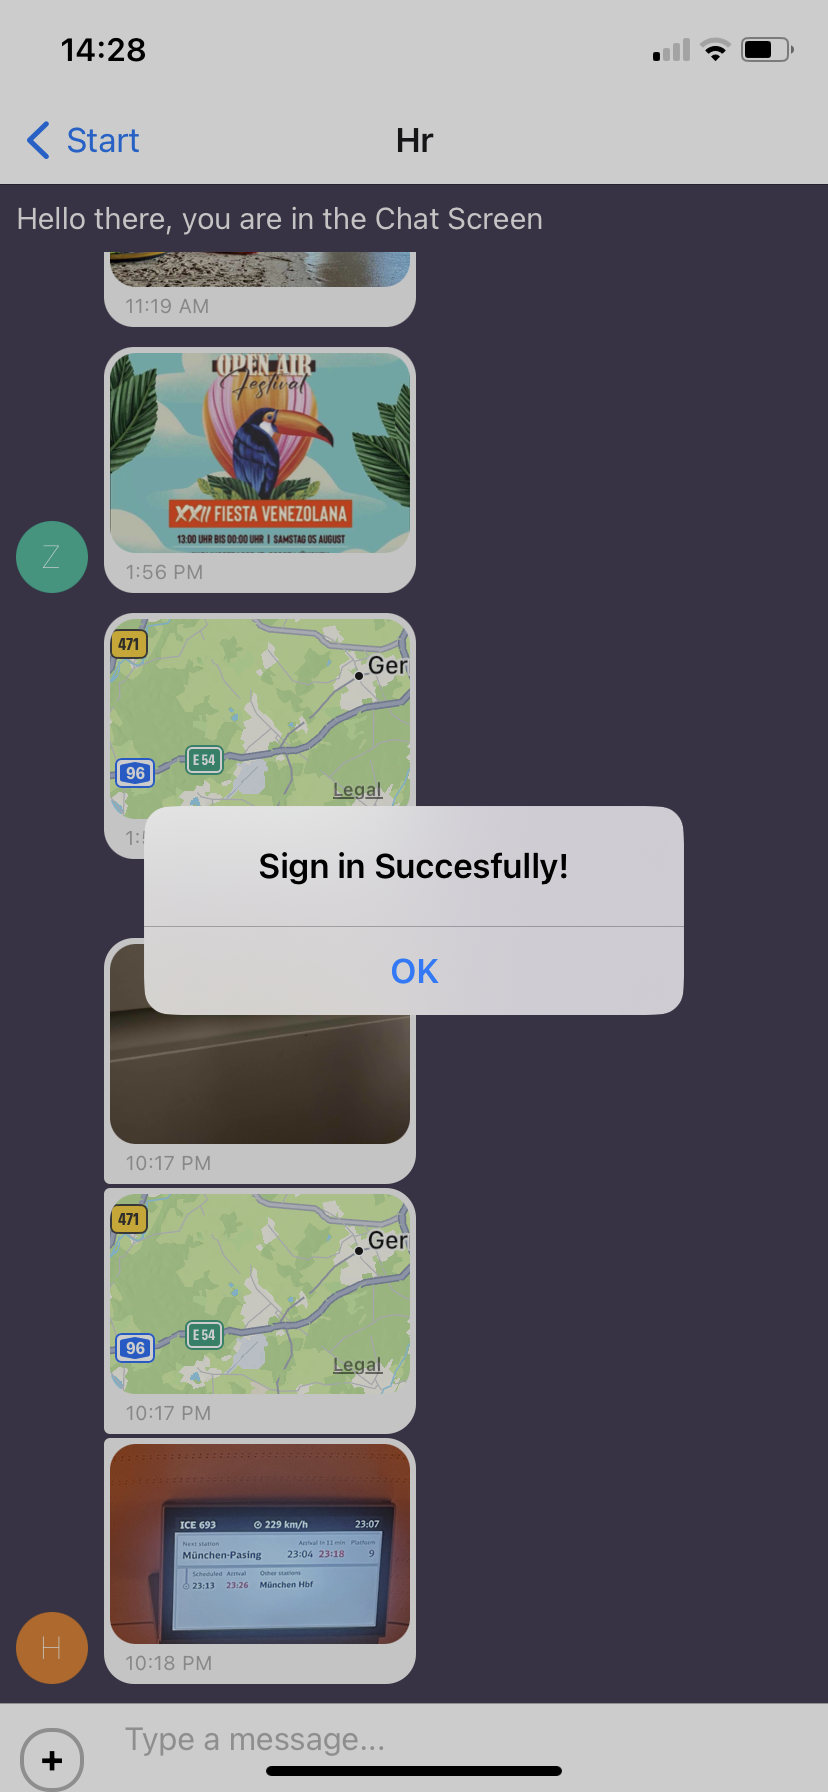 14:28
Start
Hr
Hello there, you are in the Chat Screen
11:19 AM
OPEN AIR
Festival
XXII FIESTA VENEZOLANA
13:00 UHR BIS 00:00 UHR | SAMSTAG 05 AUGUST
Z
1:56 PM
471
Ger
E 54
96
Legal
Sign in Succesfully!
OK
10:17 PM
471
Ger
E 54
96
Legal
10:17 PM
ICE 693 229 km/h 23:07
Next station Arrival in 11 min Platform
München-Pasing 23:04 23:18 9
Scheduled Arrival Other stations
23:13 23:26 München Hbf
H
10:18 PM
+
Type a message...